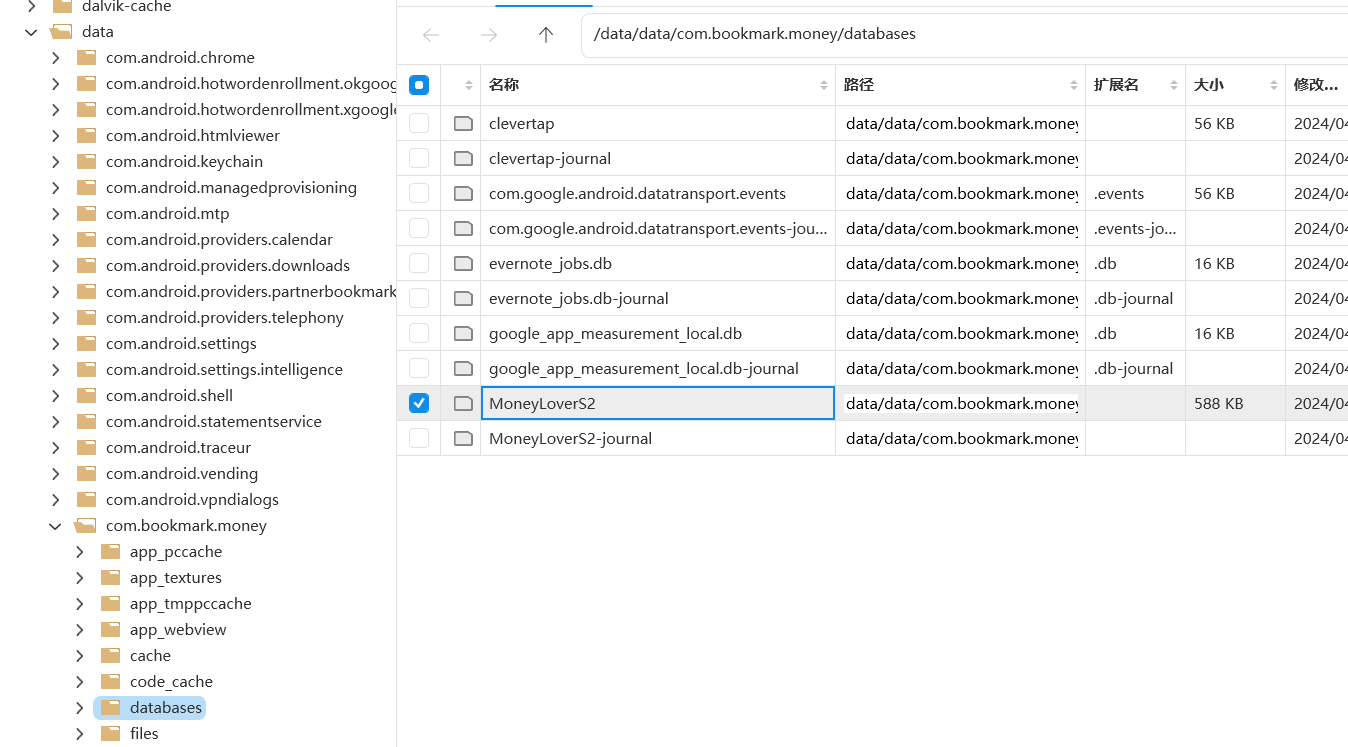 dalvik-cache
data
com.android.chrome
com.android.hotwordenrollment.okgoog
com.android.hotwordenrollment.xgoogle
com.android.htmlviewer
com.android.keychain
com.android.managedprovisioning
com.android.mtp
com.android.providers.calendar
com.android.providers.downloads
com.android.providers.partnerbookmark
com.android.providers.telephony
com.android.settings
com.android.settings.intelligence
com.android.shell
com.android.statementservice
com.android.traceur
com.android.vending
com.android.vpndialogs
com.bookmark.money
app_pccache
app_textures
app_tmppccache
app_webview
cache
code_cache
databases
files
/data/data/com.bookmark.money/databases
名称 路径 扩展名 大小 修改...
clevertap data/data/com.bookmark.money 56 KB 2024/04
clevertap-journal data/data/com.bookmark.money 2024/04
com.google.android.datatransport.events data/data/com.bookmark.money .events 56 KB 2024/04
com.google.android.datatransport.events-jou... data/data/com.bookmark.money .events-jo... 2024/04
evernote_jobs.db data/data/com.bookmark.money .db 16 KB 2024/04
evernote_jobs.db-journal data/data/com.bookmark.money .db-journal 2024/04
google_app_measurement_local.db data/data/com.bookmark.money .db 16 KB 2024/04
google_app_measurement_local.db-journal data/data/com.bookmark.money .db-journal 2024/04
MoneyLoverS2 data/data/com.bookmark.money 588 KB 2024/04
MoneyLoverS2-journal data/data/com.bookmark.money 2024/04